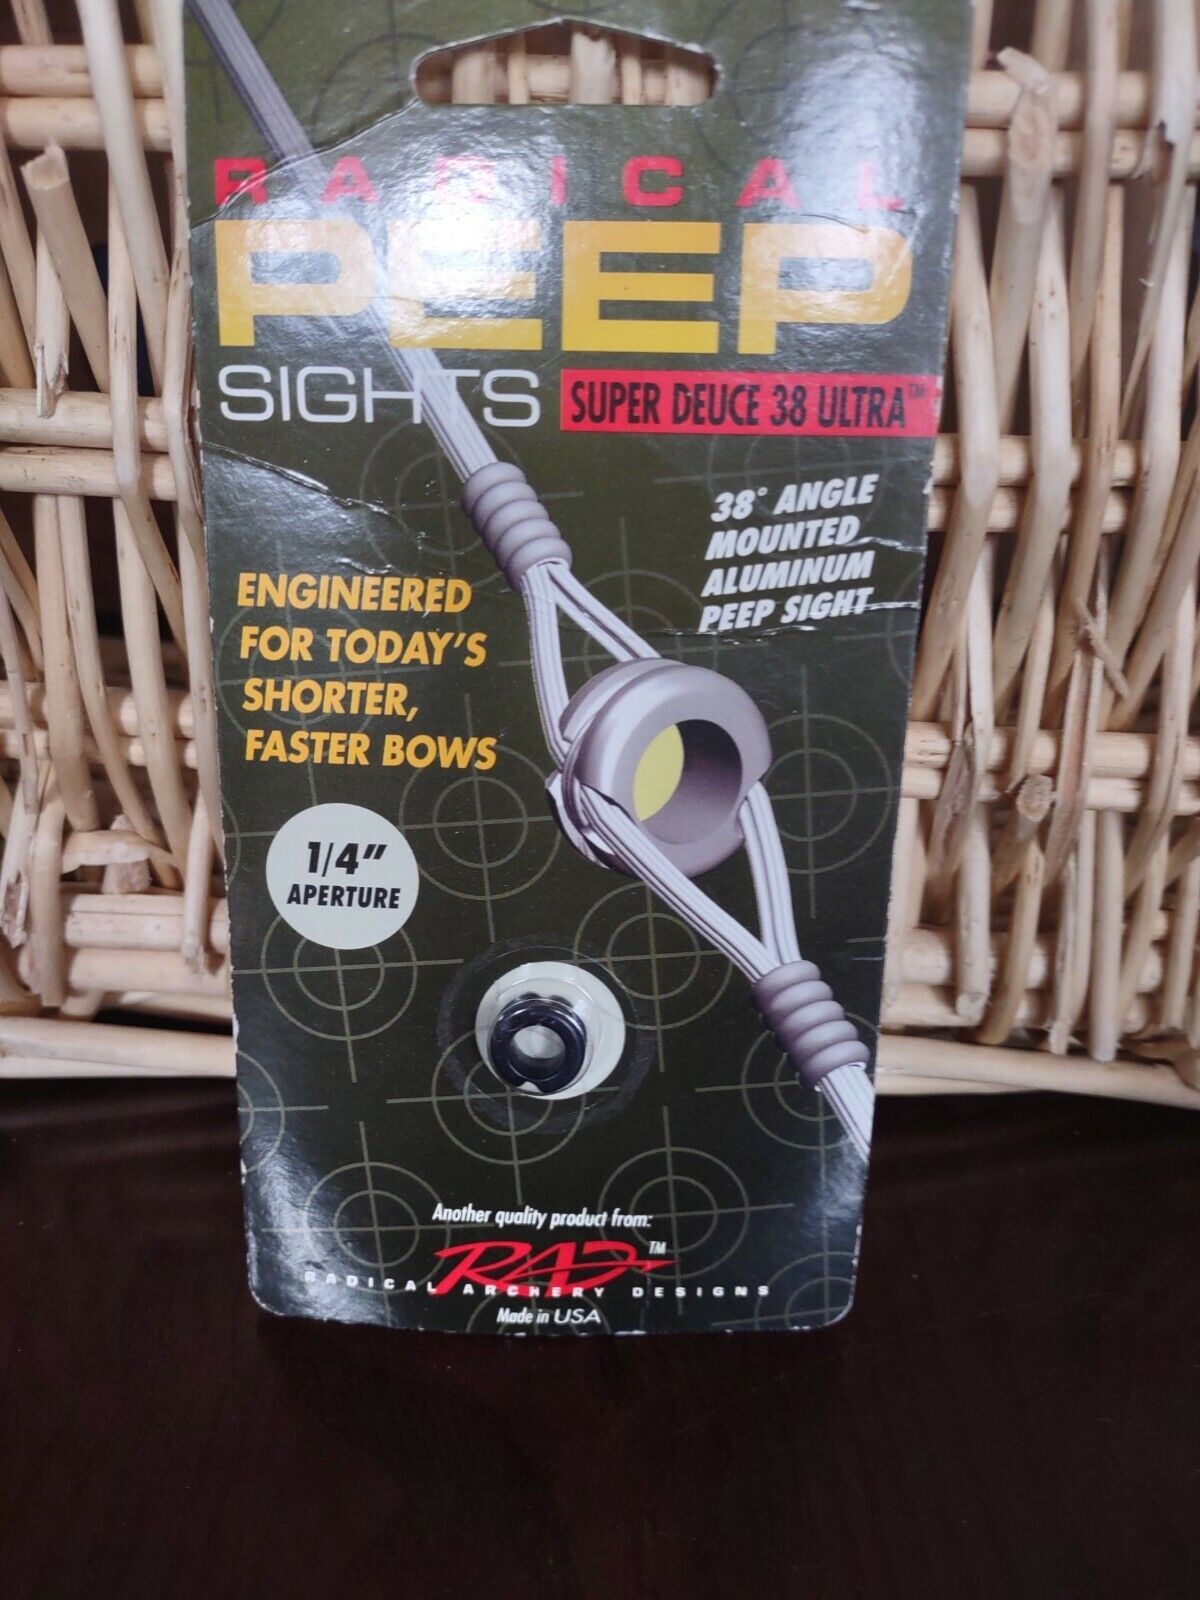 RADICAL
PEEP
SIGHTS
SUPER DEUCE 38 ULTRA™
38° ANGLE
MOUNTED
ALUMINUM
PEEP SIGHT
ENGINEERED
FOR TODAY'S
SHORTER,
FASTER BOWS
1/4"
APERTURE
Another quality product from:
RAD™
RADICAL ARCHERY DESIGNS
Made in USA